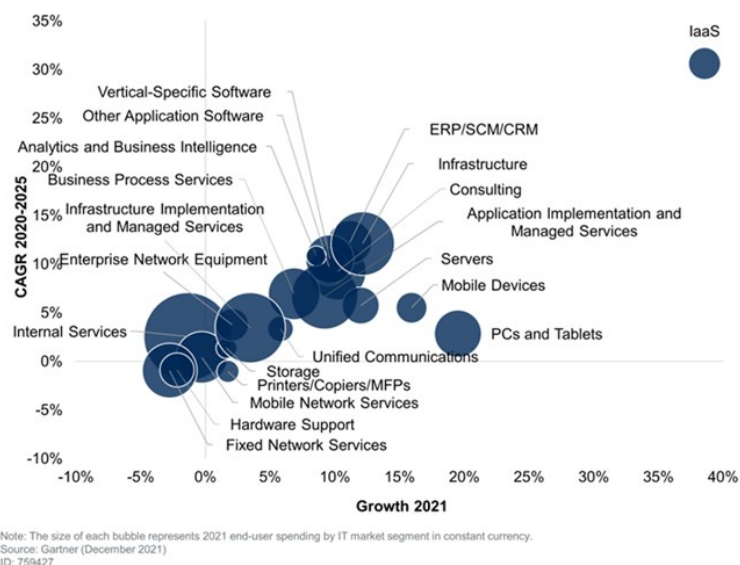 35%
30%
25%
20%
15%
10%
5%
0%
-5%
-10%
CAGR 2020-2025
IaaS
Vertical-Specific Software
Other Application Software
Analytics and Business Intelligence
Business Process Services
Infrastructure Implementation
and Managed Services
Enterprise Network Equipment
Internal Services
ERP/SCM/CRM
Infrastructure
Consulting
Application Implementation and
Managed Services
Servers
Mobile Devices
PCs and Tablets
Unified Communications
Storage
Printers/Copiers/MFPs
Mobile Network Services
Hardware Support
Fixed Network Services
-10%
-5%
0%
5%
10%
15%
20%
25%
30%
35%
40%
Growth 2021
Note: The size of each bubble represents 2021 end-user spending by IT market segment in constant currency.
Source: Gartner (December 2021)
ID: 759427